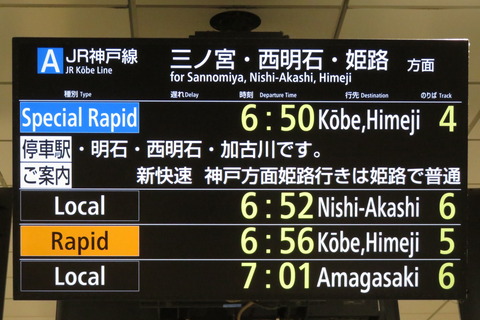 A JR神戸線 三ノ宮・西明石・姫路 方面
JR Kōbe Line for Sannomiya, Nishi-Akashi, Himeji
種別 Type 遅れ Delay 時刻 Departure Time 行先 Destination のりば Track
Special Rapid 6:50 Kōbe,Himeji 4
停車駅 ・明石・西明石・加古川です。
ご案内 新快速 神戸方面姫路行きは姫路で普通
Local 6:52 Nishi-Akashi 6
Rapid 6:56 Kōbe,Himeji 5
Local 7:01 Amagasaki 6